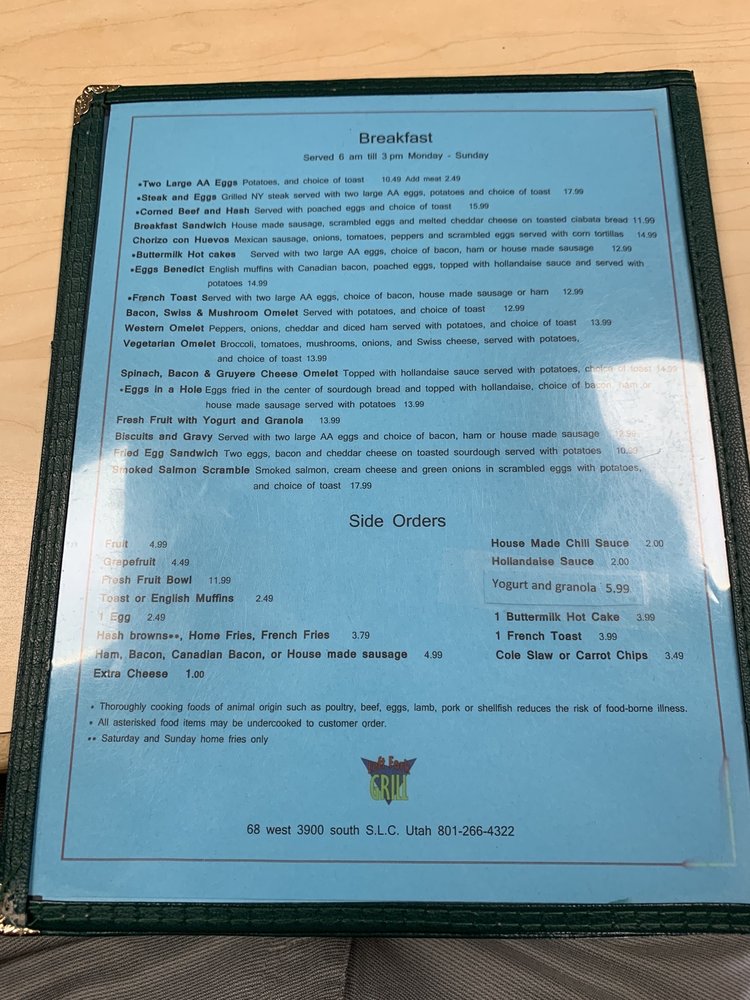 Breakfast
Served 6 am till 3 pm Monday - Sunday
•Two Large AA Eggs Potatoes, and choice of toast 10.49 Add meat 2.49
•Steak and Eggs Grilled NY steak served with two large AA eggs, potatoes and choice of toast 17.99
•Corned Beef and Hash Served with poached eggs and choice of toast 15.99
Breakfast Sandwich House made sausage, scrambled eggs and melted cheddar cheese on toasted ciabata bread 11.99
Chorizo con Huevos Mexican sausage, onions, tomatoes, peppers and scrambled eggs served with corn tortillas 14.99
•Buttermilk Hot cakes Served with two large AA eggs, choice of bacon, ham or house made sausage 12.99
•Eggs Benedict English muffins with Canadian bacon, poached eggs, topped with hollandaise sauce and served with
potatoes 14.99
•French Toast Served with two large AA eggs, choice of bacon, house made sausage or ham 12.99
Bacon, Swiss & Mushroom Omelet Served with potatoes, and choice of toast 12.99
Western Omelet Peppers, onions, cheddar and diced ham served with potatoes, and choice of toast 13.99
Vegetarian Omelet Broccoli, tomatoes, mushrooms, onions, and Swiss cheese, served with potatoes,
and choice of toast 13.99
Spinach, Bacon & Gruyere Cheese Omelet Topped with hollandaise sauce served with potatoes, choice of toast 14.99
•Eggs in a Hole Eggs fried in the center of sourdough bread and topped with hollandaise, choice of bacon, ham ,or
house made sausage served with potatoes 13.99
Fresh Fruit with Yogurt and Granola 13.99
Biscuits and Gravy Served with two large AA eggs and choice of bacon, ham or house made sausage 12.99
Fried Egg Sandwich Two eggs, bacon and cheddar cheese on toasted sourdough served with potatoes 10.99
Smoked Salmon Scramble Smoked salmon, cream cheese and green onions in scrambled eggs with potatoes,
and choice of toast 17.99
Side Orders
Fruit 4.99
Grapefruit 4.49
Fresh Fruit Bowl 11.99
Toast or English Muffins 2.49
1 Egg 2.49
Hash browns••, Home Fries, French Fries 3.79
Ham, Bacon, Canadian Bacon, or House made sausage 4.99
Extra Cheese 1.00
House Made Chili Sauce 2.00
Hollandaise Sauce 2.00
Yogurt and granola 5.99
1 Buttermilk Hot Cake 3.99
1 French Toast 3.99
Cole Slaw or Carrot Chips 3.49
• Thoroughly cooking foods of animal origin such as poultry, beef, eggs, lamb, pork or shellfish reduces the risk of food-borne illness.
• All asterisked food items may be undercooked to customer order.
•• Saturday and Sunday home fries only
GRILL
68 west 3900 south S.L.C. Utah 801-266-4322